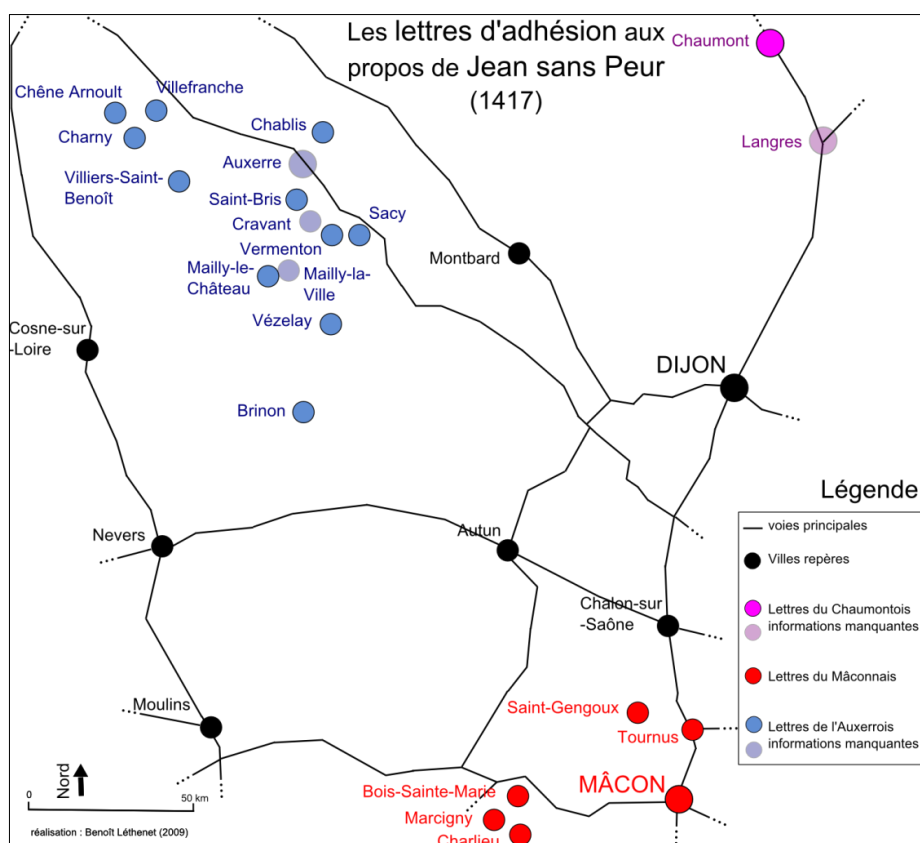 Les lettres d'adhésion aux
propos de Jean sans Peur
(1417)
Chaumont
Langres
Chêne Arnoult
Villefranche
Charny
Chablis
Auxerre
Villiers-Saint-
Benoît
Saint-Bris
Cravant
Sacy
Vermenton
Mailly-le-
Château
Mailly-la-
Ville
Montbard
Vézelay
Cosne-sur
-Loire
DIJON
Brinon
Nevers
Autun
Chalon-sur
-Saône
Moulins
Saint-Gengoux
Tournus
Bois-Sainte-Marie
MÂCON
Marcigny
Charlieu
Légende
voies principales
Villes repères
Lettres du Chaumontois
informations manquantes
Lettres du Mâconnais
Lettres de l'Auxerrois
informations manquantes
Nord
0
50 km
réalisation : Benoît Léthenet (2009)